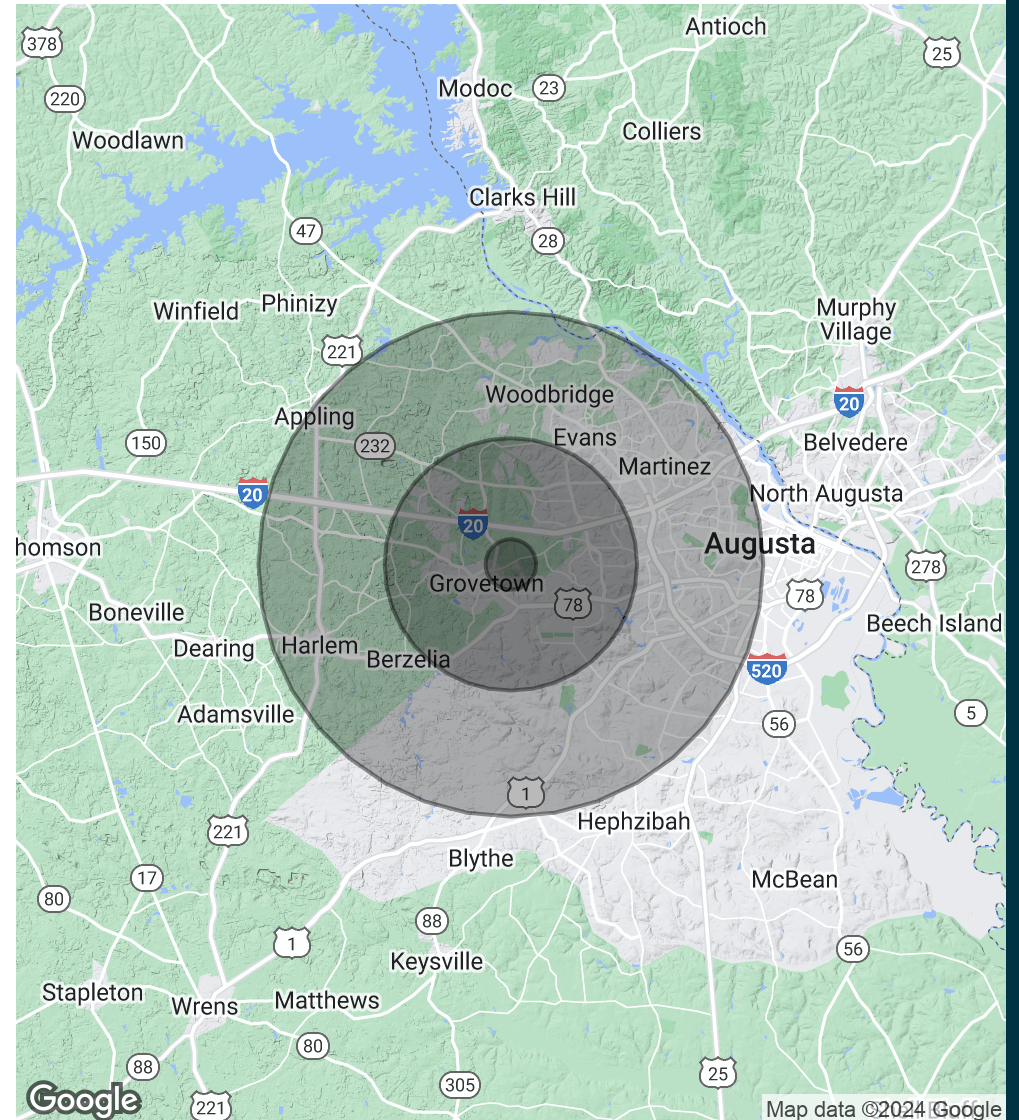 Antioch
378
25
Modoc
23
220
Colliers
Woodlawn
Clarks Hill
47
28
Winfield
Phinizy
Murphy
Village
221
Woodbridge
20
Appling
Evans
150
232
Belvedere
Martinez
20
North Augusta
20
Augusta
homson
278
Grovetown
78
78
Boneville
Beech Island
Dearing
Harlem
Berzelia
520
Adamsville
56
5
1
Hephzibah
221
Blythe
17
McBean
80
88
1
56
Keysville
Stapleton
Wrens
Matthews
80
88
25
305
Google
221
Map data ©2024 Google